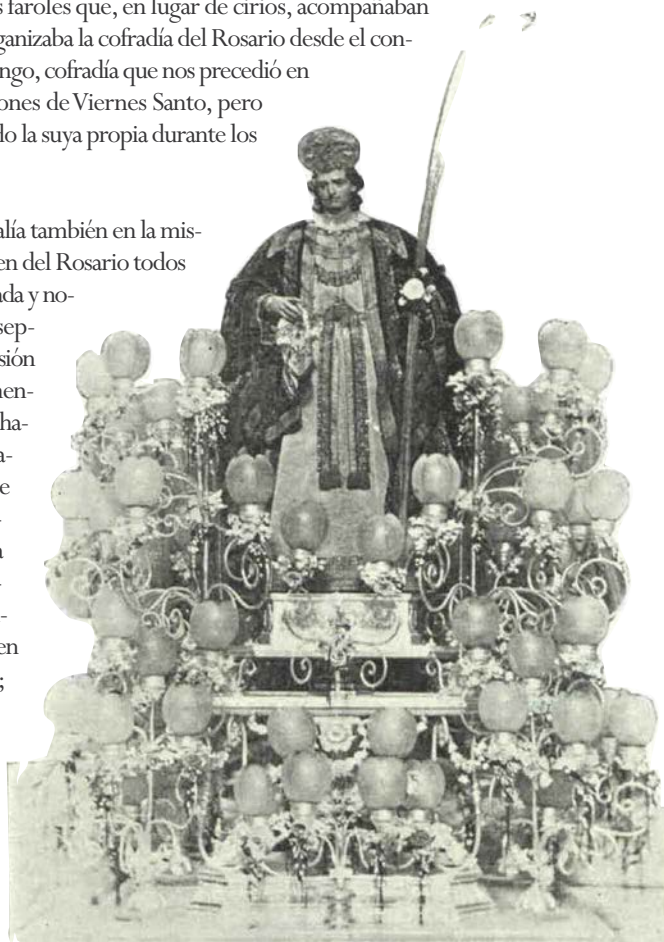 s faroles que, en lugar de cirios, acompañaban
ganizaba la cofradía del Rosario desde el con-
ngo, cofradía que nos precedió en
ones de Viernes Santo, pero
do la suya propia durante los
alía también en la mis-
en del Rosario todos
ada y no-
sep-
sión
men-
ha-
a-
e
-
a
-
-
en
;